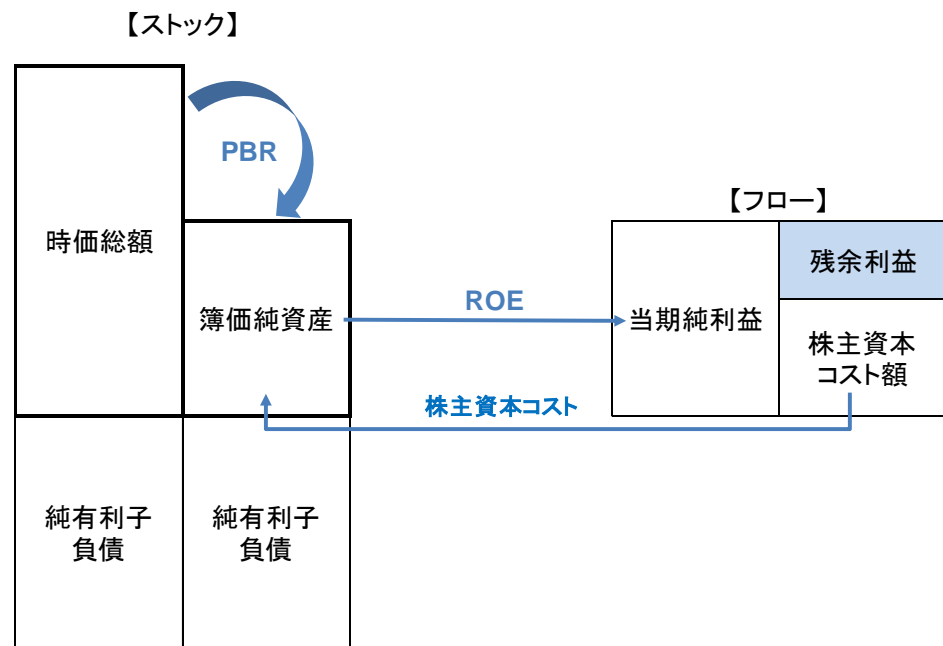 【ストック】
PBR
時価総額
簿価純資産
純有利子
負債
純有利子
負債
ROE
株主資本コスト
【フロー】
当期純利益
残余利益
株主資本
コスト額